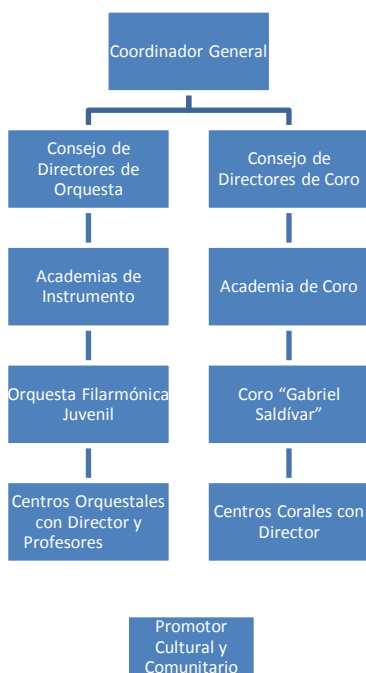 Coordinador General
Consejo de
Directores de
Orquesta
Consejo de
Directores de Coro
Academias de
Instrumento
Academia de Coro
Orquesta Filarmónica
Juvenil
Coro “Gabriel
Saldívar”
Centros Orquestales
con Director y
Profesores
Centros Corales con
Director
Promotor
Cultural y
Comunitario